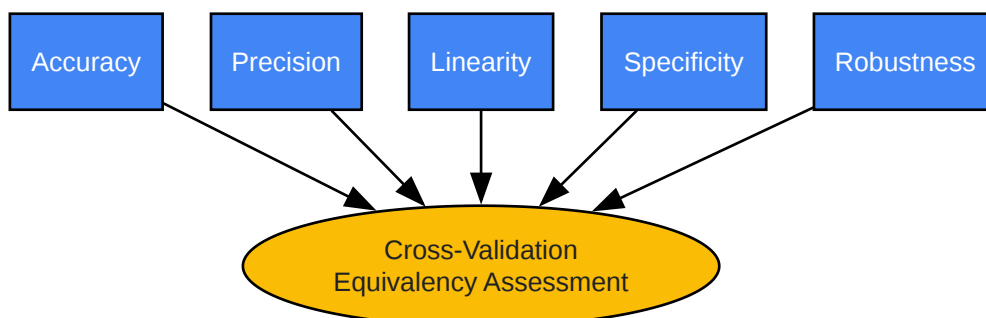 Accuracy
Precision
Linearity
Specificity
Robustness
Cross-Validation
Equivalency Assessment